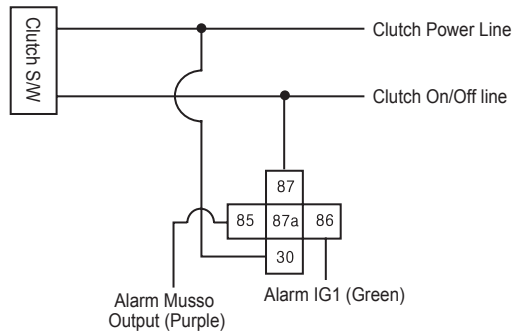 Clutch S/W
Clutch Power Line
Clutch On/Off line
87
85
87a
86
30
Alarm Musso
Output (Purple)
Alarm IG1 (Green)